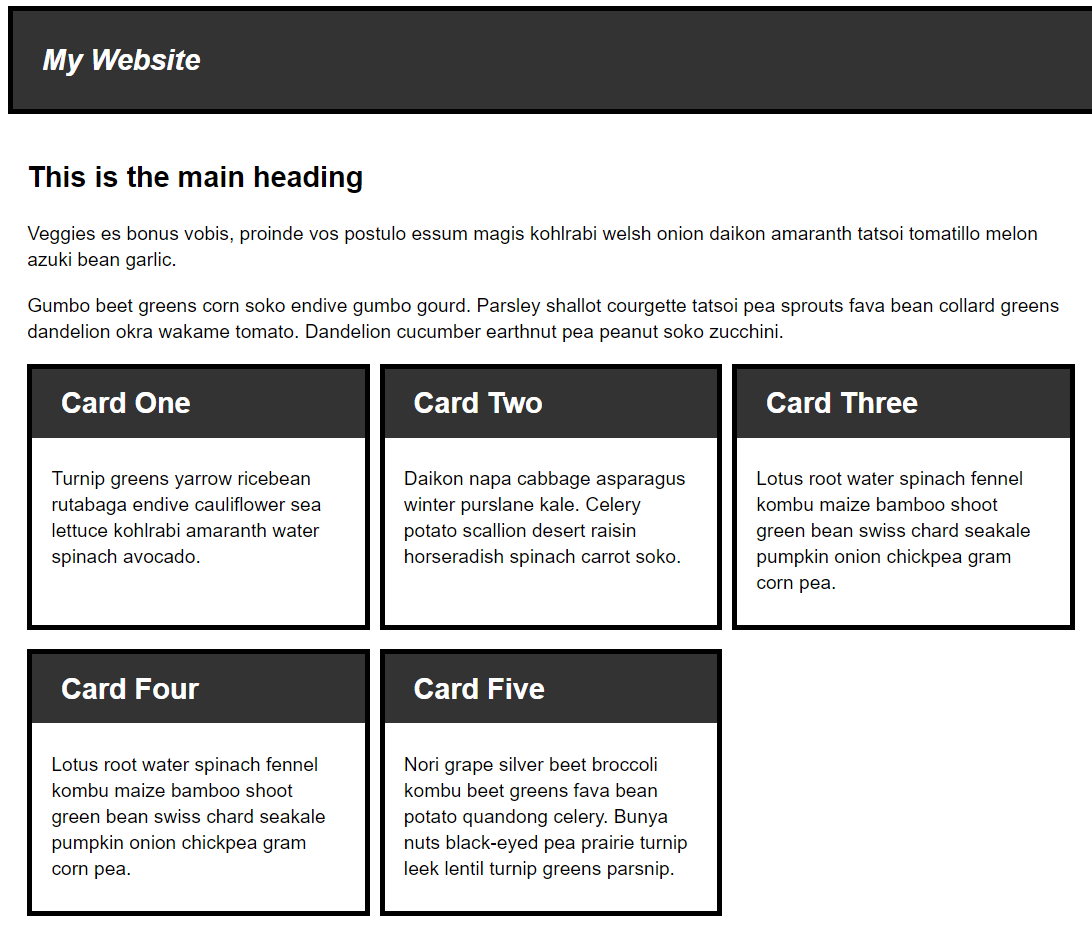 My Website
This is the main heading
Veggies es bonus vobis, proinde vos postulo essum magis kohlrabi welsh onion daikon amaranth tatsoi tomatillo melon
azuki bean garlic.
Gumbo beet greens corn soko endive gumbo gourd. Parsley shallot courgette tatsoi pea sprouts fava bean collard greens
dandelion okra wakame tomato. Dandelion cucumber earthnut pea peanut soko zucchini.
Card One
Turnip greens yarrow ricebean
rutabaga endive cauliflower sea
lettuce kohlrabi amaranth water
spinach avocado.
Card Two
Daikon napa cabbage asparagus
winter purslane kale. Celery
potato scallion desert raisin
horseradish spinach carrot soko.
Card Three
Lotus root water spinach fennel
kombu maize bamboo shoot
green bean swiss chard seakale
pumpkin onion chickpea gram
corn pea.
Card Four
Lotus root water spinach fennel
kombu maize bamboo shoot
green bean swiss chard seakale
pumpkin onion chickpea gram
corn pea.
Card Five
Nori grape silver beet broccoli
kombu beet greens fava bean
potato quandong celery. Bunya
nuts black-eyed pea prairie turnip
leek lentil turnip greens parsnip.